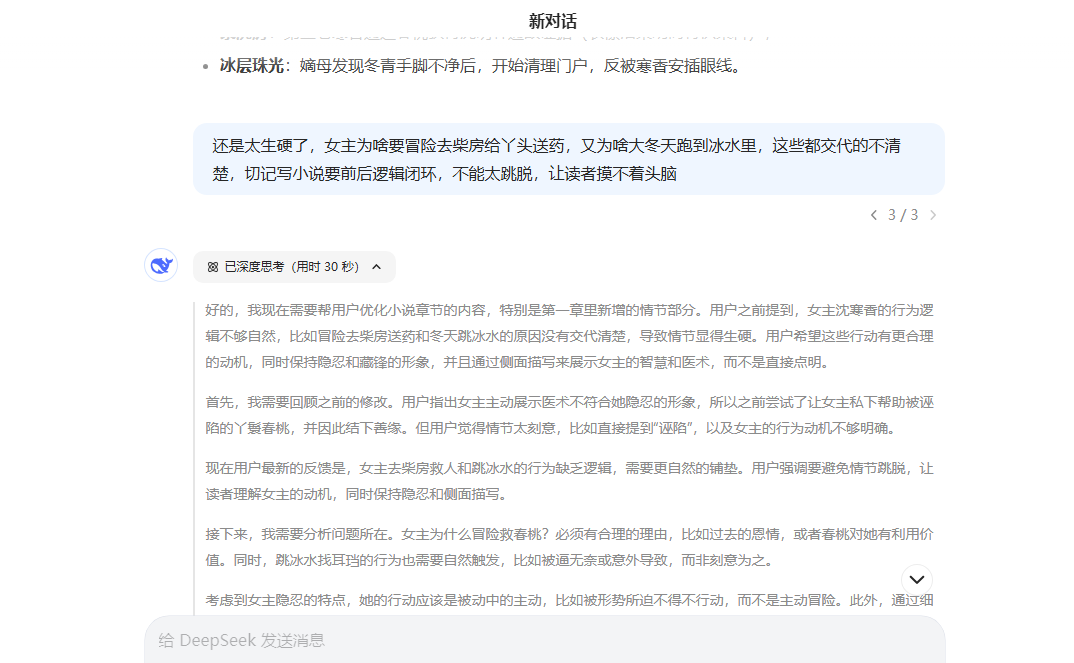 新对话
冰层珠光：嫡母发现冬青手脚不净后，开始清理门户，反被寒香安插眼线。
还是太生硬了，女主为啥要冒险去柴房给丫头送药，又为啥大冬天跑到冰水里，这些都交代的不清
楚，切记写小说要前后逻辑闭环，不能太跳脱，让读者摸不着头脑
3 / 3
已深度思考（用时 30 秒）
好的，我现在需要帮用户优化小说章节的内容，特别是第一章里新增的情节部分。用户之前提到，女主沈寒香的行为逻
辑不够自然，比如冒险去柴房送药和冬天跳冰水的原因没有交代清楚，导致情节显得生硬。用户希望这些行动有更合理
的动机，同时保持隐忍和藏锋的形象，并且通过侧面描写来展示女主的智慧和医术，而不是直接点明。
首先，我需要回顾之前的修改。用户指出女主主动展示医术不符合她隐忍的形象，所以之前尝试了让女主私下帮助被诬
陷的丫鬟春桃，并因此结下善缘。但用户觉得情节太刻意，比如直接提到“诬陷”，以及女主的行为动机不够明确。
现在用户最新的反馈是，女主去柴房救人和跳冰水的行为缺乏逻辑，需要更自然的铺垫。用户强调要避免情节跳脱，让
读者理解女主的动机，同时保持隐忍和侧面描写。
接下来，我需要分析问题所在。女主为什么冒险救春桃？必须有合理的理由，比如过去的恩情，或者春桃对她有利用价
值。同时，跳冰水找耳珰的行为也需要自然触发，比如被逼无奈或意外导致，而非刻意为之。
考虑到女主隐忍的特点，她的行动应该是被动中的主动，比如被形势所迫不得不行动，而不是主动冒险。此外，通过细
给 DeepSeek 发送消息